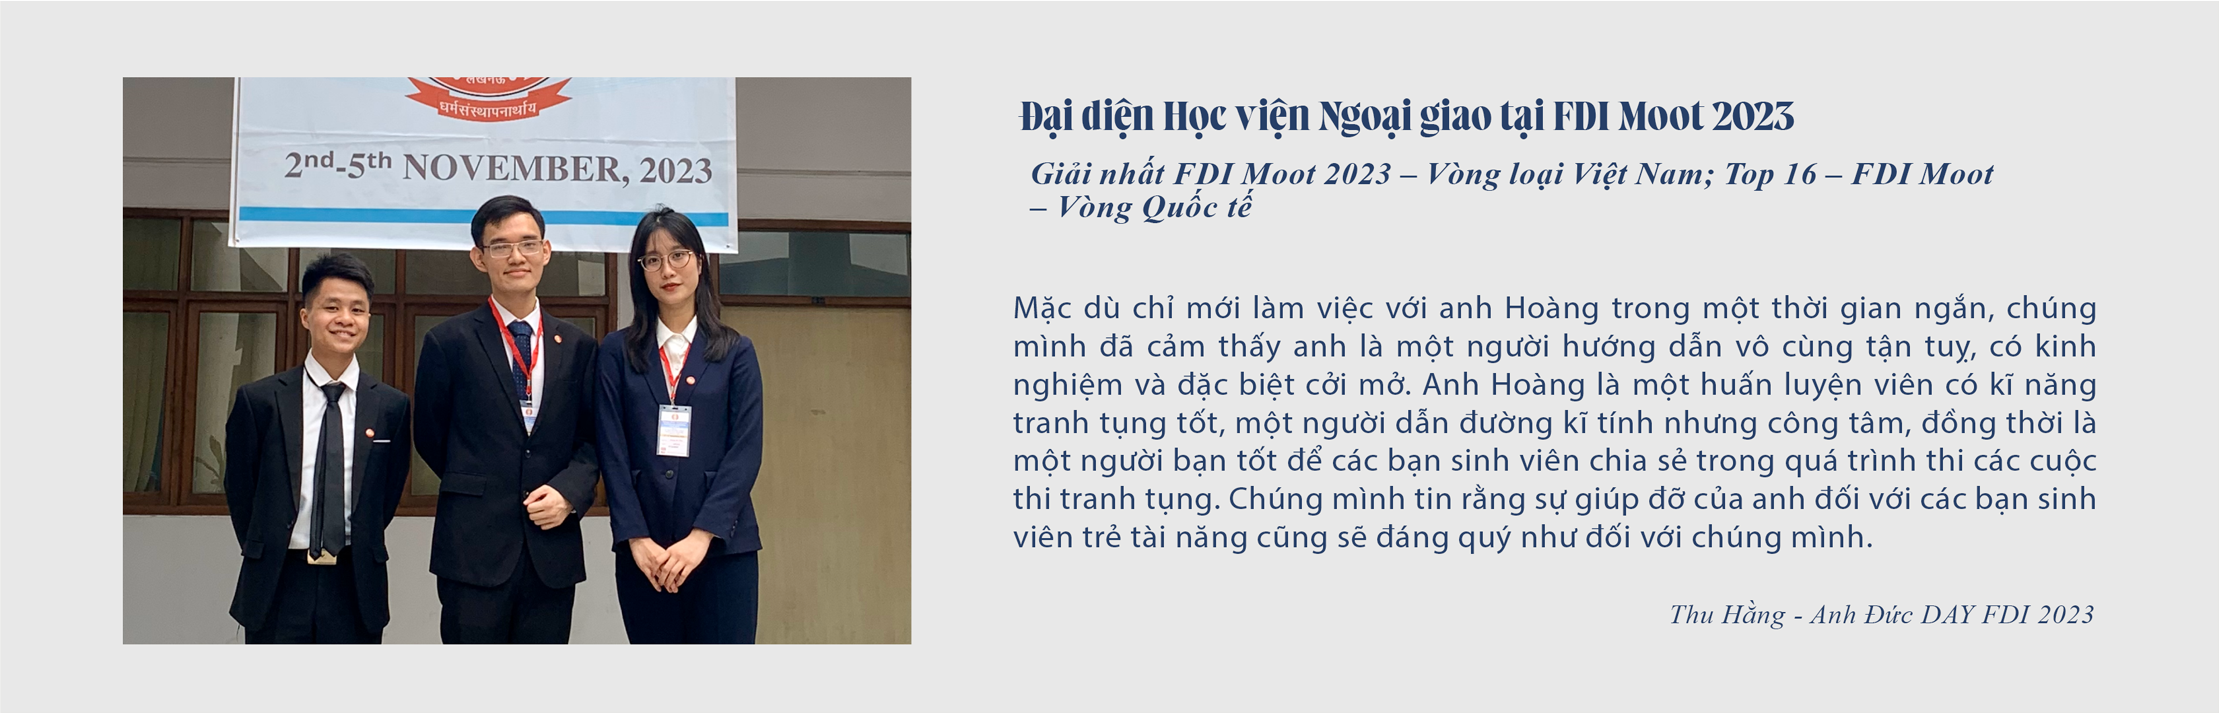 लखनऊ
धर्मसंस्थापनार्थाय
2nd-5th NOVEMBER, 2023
Đại diện Học viện Ngoại giao tại FDI Moot 2023
Giải nhất FDI Moot 2023 – Vòng loại Việt Nam; Top 16 – FDI Moot
– Vòng Quốc tế
Mặc dù chỉ mới làm việc với anh Hoàng trong một thời gian ngắn, chúng
mình đã cảm thấy anh là một người hướng dẫn vô cùng tận tuỵ, có kinh
nghiệm và đặc biệt cởi mở. Anh Hoàng là một huấn luyện viên có kĩ năng
tranh tụng tốt, một người dẫn đường kĩ tính nhưng công tâm, đồng thời là
một người bạn tốt để các bạn sinh viên chia sẻ trong quá trình thi các cuộc
thi tranh tụng. Chúng mình tin rằng sự giúp đỡ của anh đối với các bạn sinh
viên trẻ tài năng cũng sẽ đáng quý như đối với chúng mình.
Thu Hằng - Anh Đức DAY FDI 2023